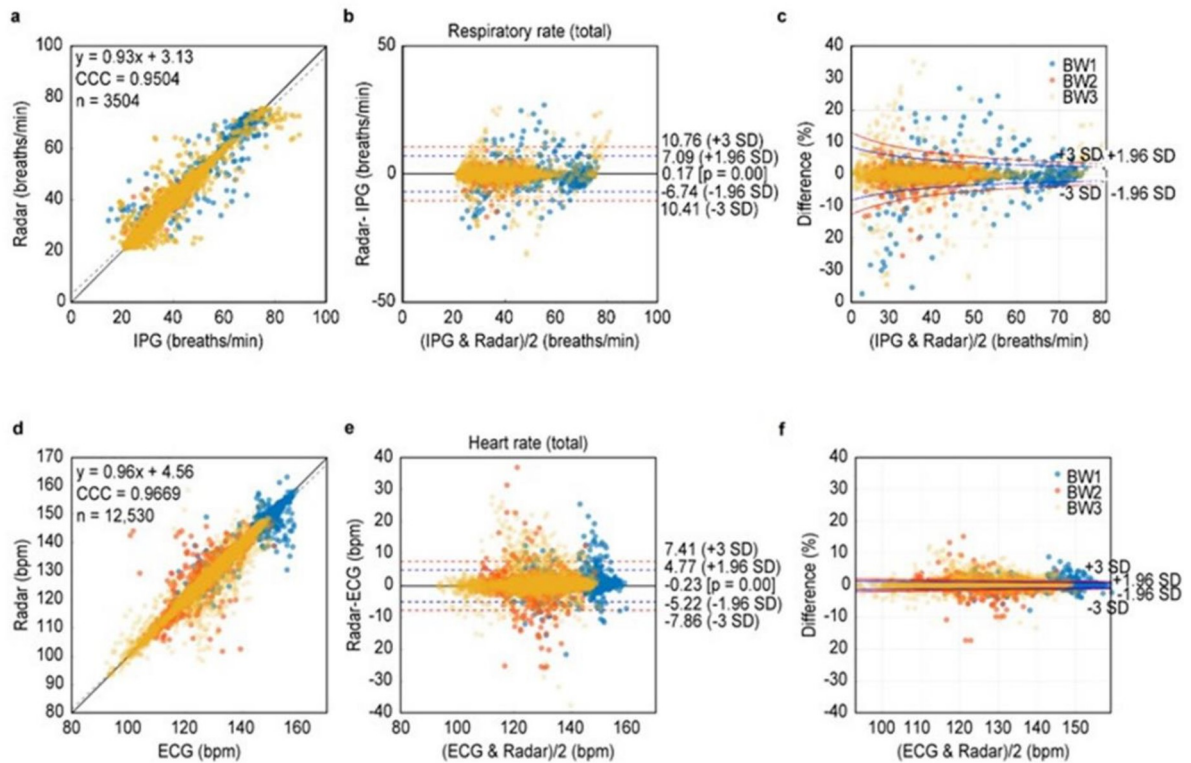 a
y = 0.93x + 3.13
CCC = 0.9504
n = 3504
100
80
60
40
20
0
Radar (breaths/min)
0 20 40 60 80 100
IPG (breaths/min)
b
Respiratory rate (total)
50
0
-50
Radar- IPG (breaths/min)
10.76 (+3 SD)
7.09 (+1.96 SD)
0.17 [p = 0.00]
-6.74 (-1.96 SD)
10.41 (-3 SD)
0 20 40 60 80 100
(IPG & Radar)/2 (breaths/min)
c
40
30
20
10
0
-10
20
-30
0
Difference (%)
BW1
BW2
BW3
+3 SD +1.96 SD
-3 SD -1.96 SD
0 30 40 50 60 70 80
(IPG & Radar)/2 (breaths/min)
d
y = 0.96x + 4.56
CCC = 0.9669
n = 12,530
170
160
150
140
130
120
110
100
90
80
Radar (bpm)
80 100 120 140 160
ECG (bpm)
e
Heart rate (total)
40
30
20
10
0
-10
-20
-30
-40
Radar-ECG (bpm)
7.41 (+3 SD)
4.77 (+1.96 SD)
-0.23 [p = 0.00]
-5.22 (-1.96 SD)
-7.86 (-3 SD)
80 100 120 140 160
(ECG & Radar)/2 (bpm)
f
40
30
20
10
0
-10
-20
-30
-40
Difference (%)
BW1
BW2
BW3
+3 SD
+1.96 SD
-1.96 SD
-3 SD
100 110 120 130 140 150
(ECG & Radar)/2 (bpm)